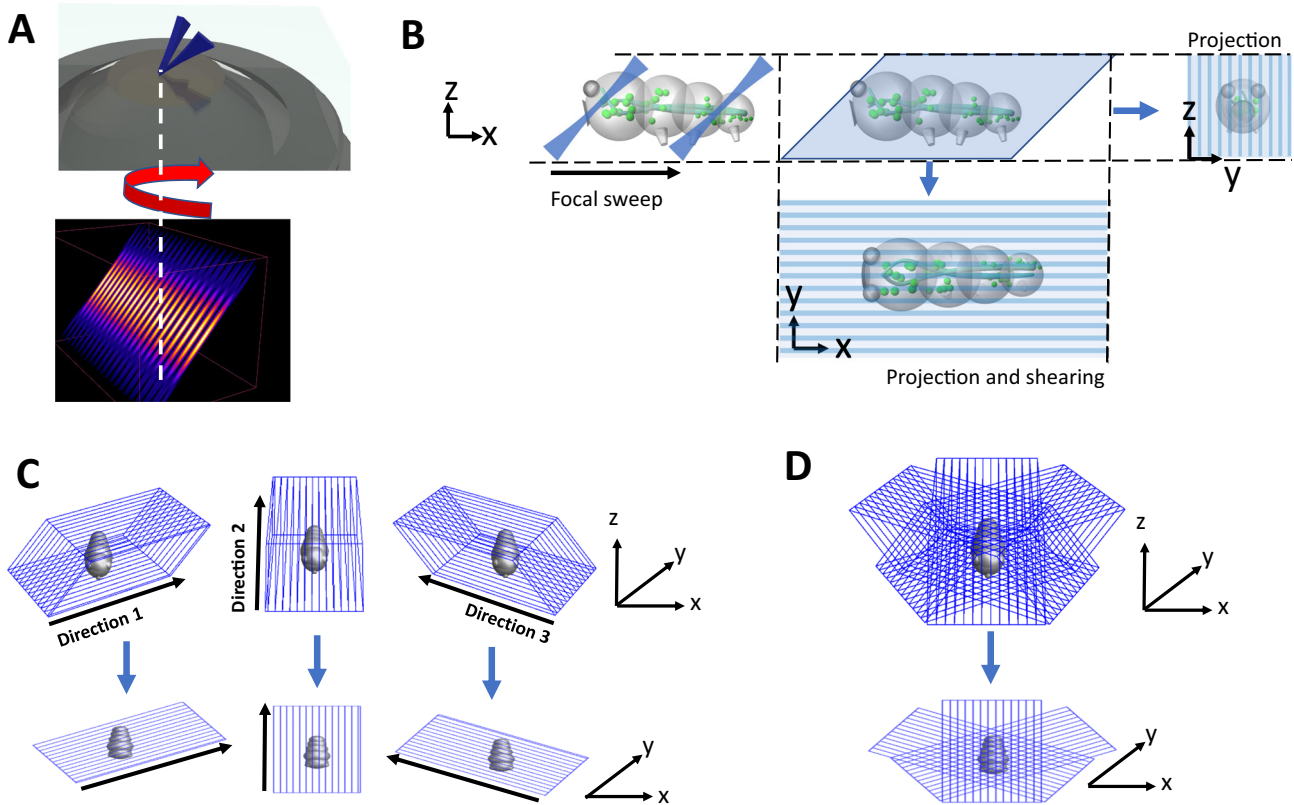 A
B
z
x
Focal sweep
Projection
z
y
y
x
Projection and shearing
C
Direction 1
Direction 2
Direction 3
z
y
x
y
x
D
z
y
x
y
x